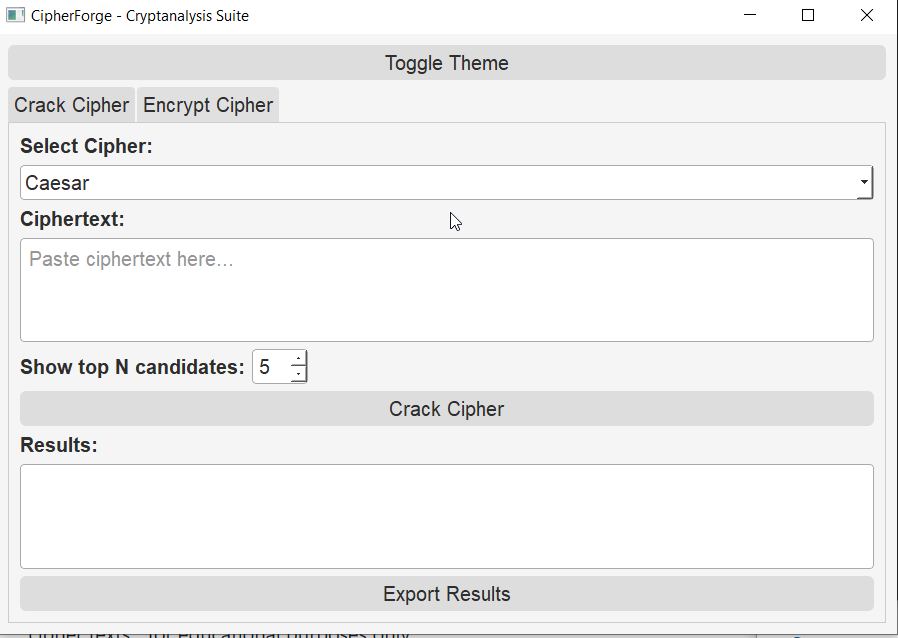 CipherForge - Cryptanalysis Suite
Toggle Theme
Crack Cipher Encrypt Cipher
Select Cipher:
Caesar
Ciphertext:
Paste ciphertext here...
Show top N candidates: 5
Crack Cipher
Results:
Export Results